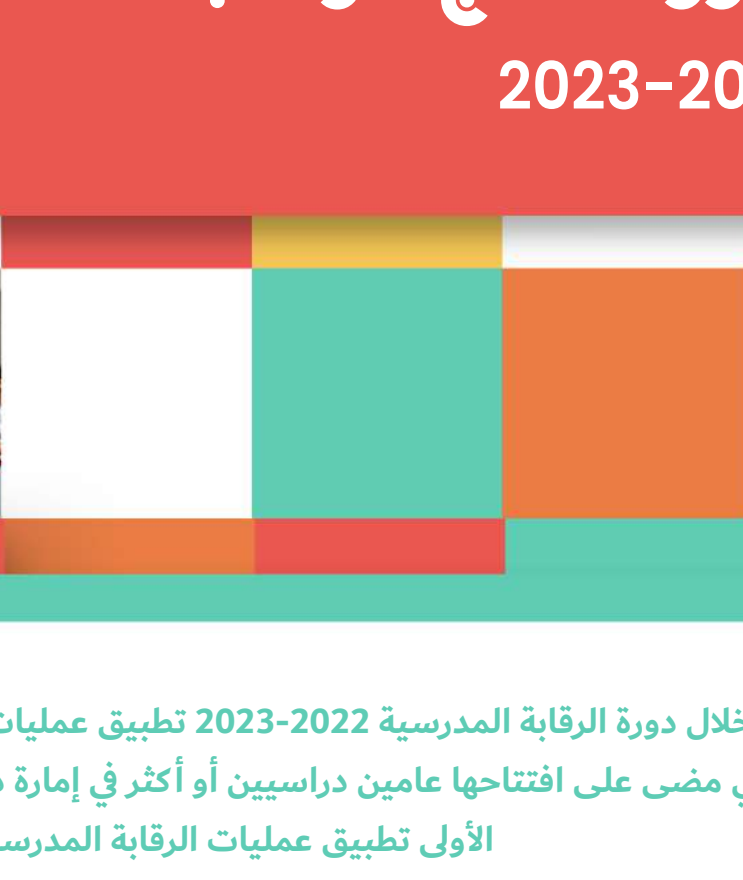 2023-20
خلال دورة الرقابة المدرسية 2022-2023 تطبيق عمليات
مضى على افتتاحها عامين دراسيين أو أكثر في إمارة
الأولى تطبيق عمليات الرقابة المدرس